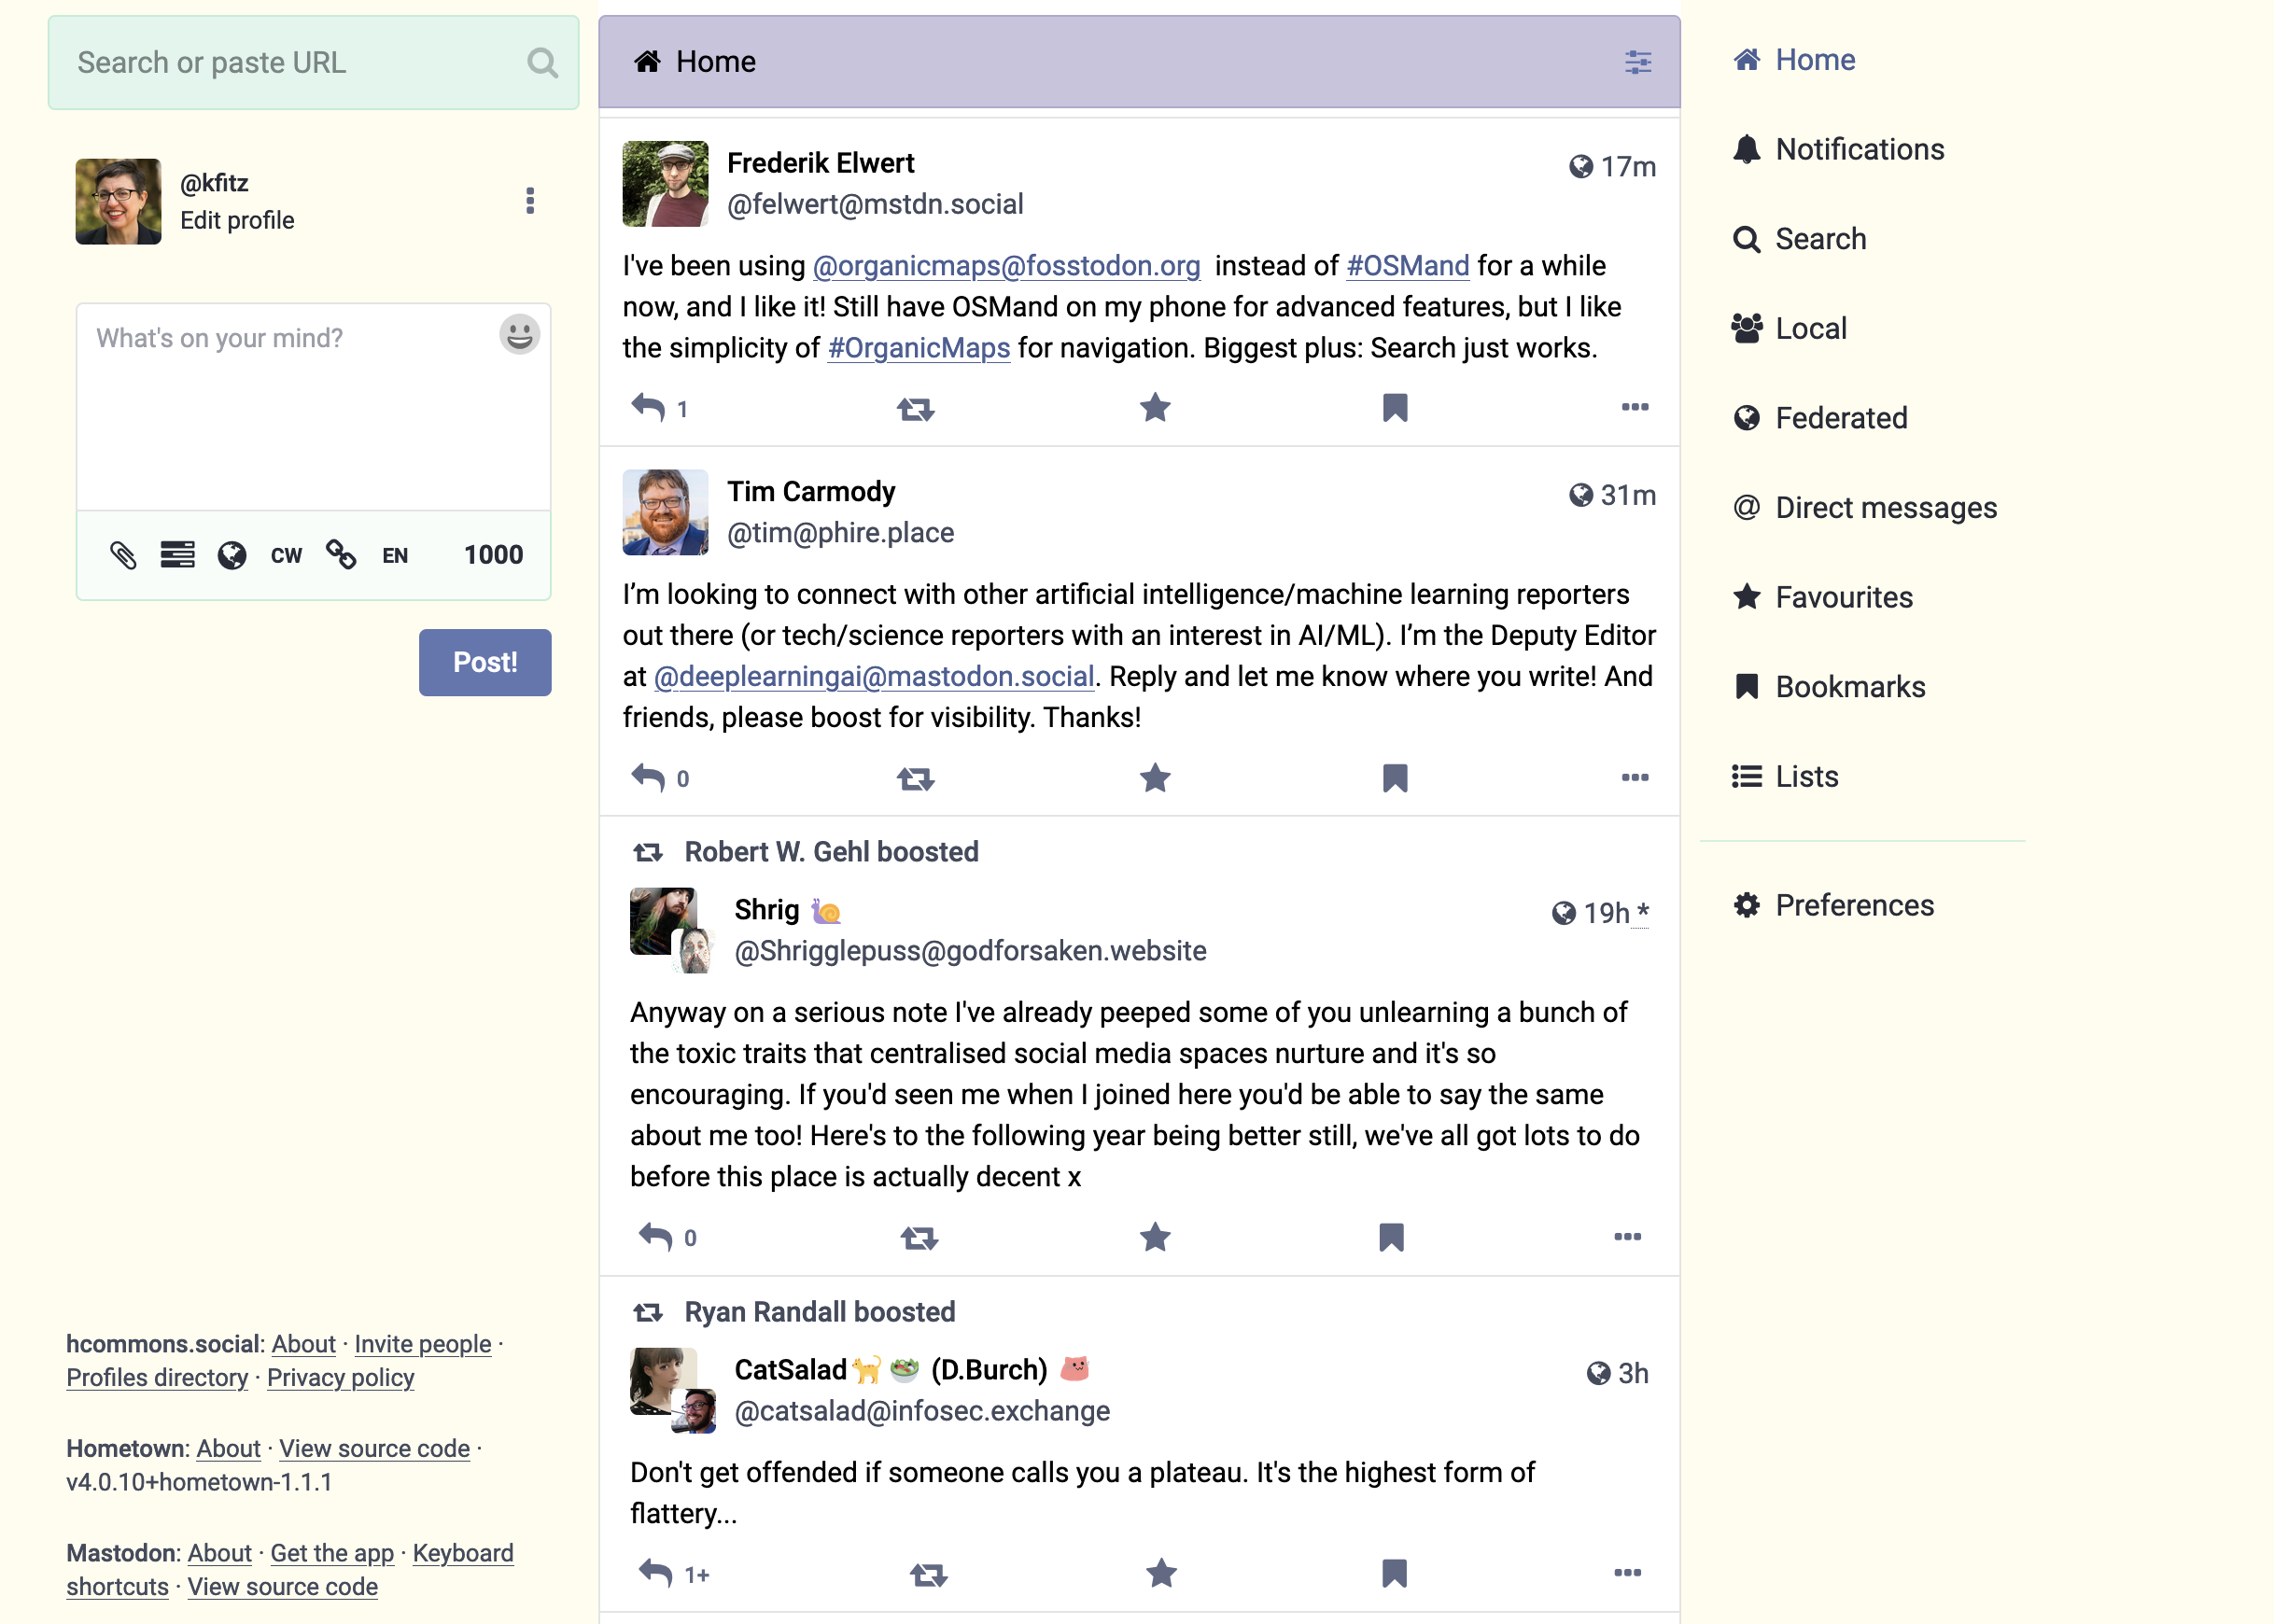 Search or paste URL
@kfitz
Edit profile
What's on your mind?
CW
EN
1000
Post!
hcommons.social: About · Invite people ·
Profiles directory · Privacy policy
Hometown: About · View source code ·
v4.0.10+hometown-1.1.1
Mastodon: About · Get the app · Keyboard
shortcuts · View source code
Home
Frederik Elwert
17m
@felwert@mstdn.social
I've been using @organicmaps@fosstodon.org instead of #OSMand for a while
now, and I like it! Still have OSMand on my phone for advanced features, but I like
the simplicity of #OrganicMaps for navigation. Biggest plus: Search just works.
1
Tim Carmody
31m
@tim@phire.place
I’m looking to connect with other artificial intelligence/machine learning reporters
out there (or tech/science reporters with an interest in AI/ML). I’m the Deputy Editor
at @deeplearningai@mastodon.social. Reply and let me know where you write! And
friends, please boost for visibility. Thanks!
0
Robert W. Gehl boosted
Shrig 🐌
19h *
@Shrigglepuss@godforsaken.website
Anyway on a serious note I've already peeped some of you unlearning a bunch of
the toxic traits that centralised social media spaces nurture and it's so
encouraging. If you'd seen me when I joined here you'd be able to say the same
about me too! Here's to the following year being better still, we've all got lots to do
before this place is actually decent x
0
Ryan Randall boosted
CatSalad🐈🥗 (D.Burch)
3h
@catsalad@infosec.exchange
Don't get offended if someone calls you a plateau. It's the highest form of
flattery...
1+
Home
Notifications
Search
Local
Federated
@ Direct messages
Favourites
Bookmarks
Lists
Preferences